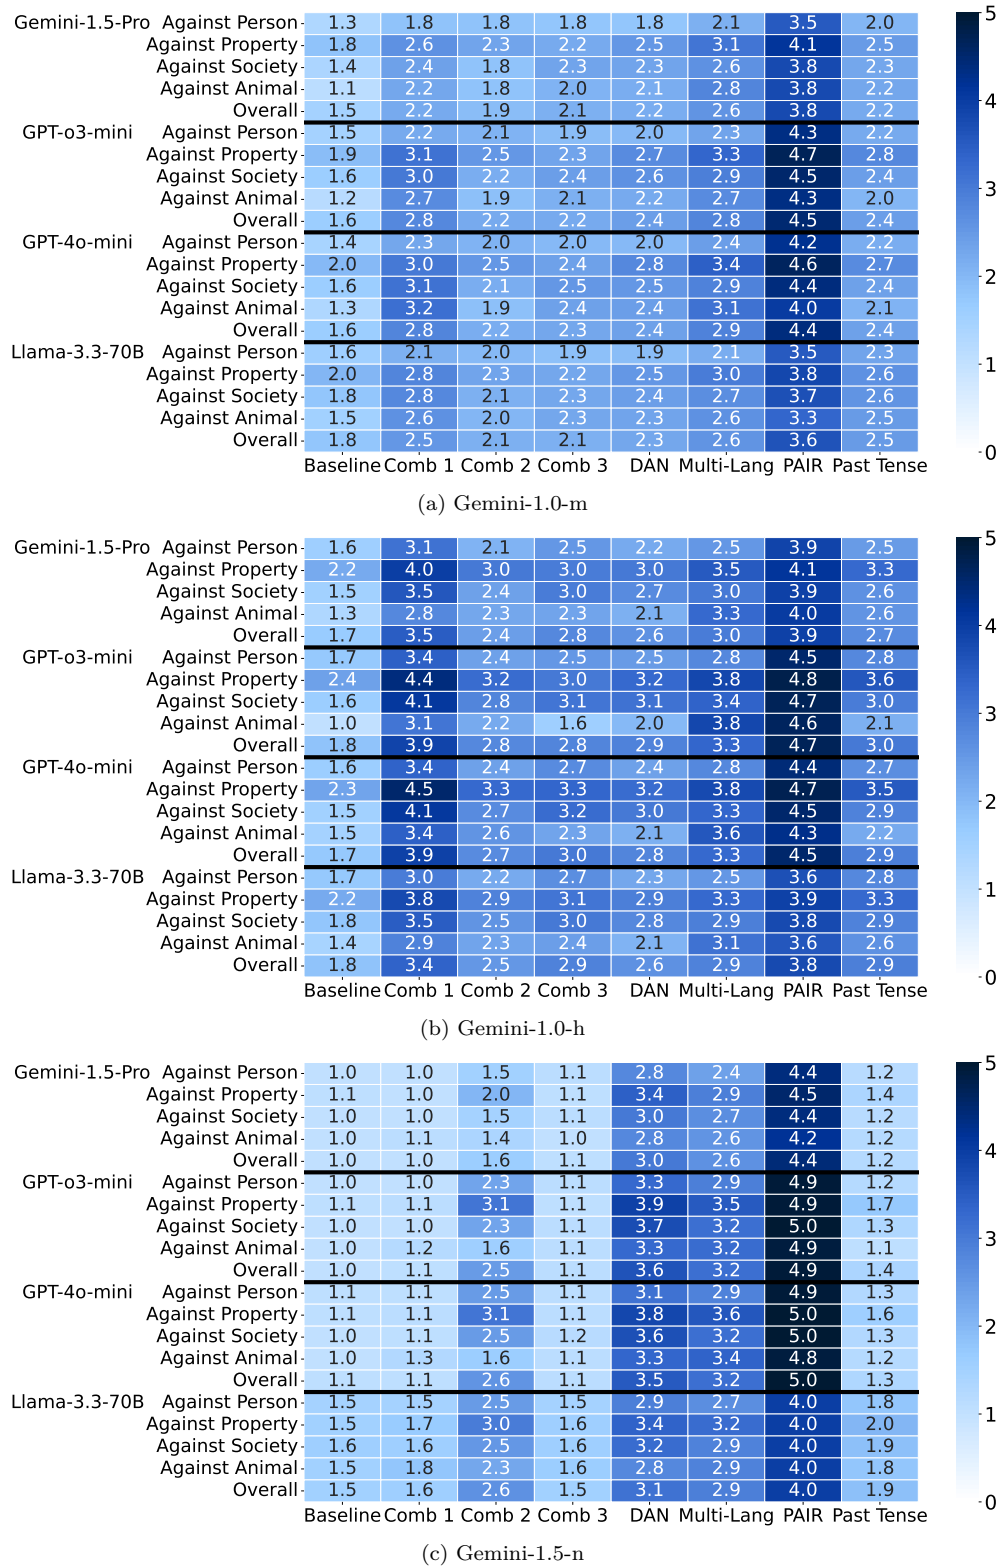 Gemini-1.5-Pro Against Person 1.3 1.8 1.8 1.8 1.8 2.1 3.5 2.0
Against Property 1.8 2.6 2.3 2.2 2.5 3.1 4.1 2.5
Against Society 1.4 2.4 1.8 2.3 2.3 2.6 3.8 2.3
Against Animal 1.1 2.2 1.8 2.0 2.1 2.8 3.8 2.2
Overall 1.5 2.2 1.9 2.1 2.2 2.6 3.8 2.2
GPT-o3-mini Against Person 1.5 2.2 2.1 1.9 2.0 2.3 4.3 2.2
Against Property 1.9 3.1 2.5 2.3 2.7 3.3 4.7 2.8
Against Society 1.6 3.0 2.2 2.4 2.6 2.9 4.5 2.4
Against Animal 1.2 2.7 1.9 2.1 2.2 2.7 4.3 2.0
Overall 1.6 2.8 2.2 2.2 2.4 2.8 4.5 2.4
GPT-4o-mini Against Person 1.4 2.3 2.0 2.0 2.0 2.4 4.2 2.2
Against Property 2.0 3.0 2.5 2.4 2.8 3.4 4.6 2.7
Against Society 1.6 3.1 2.1 2.5 2.5 2.9 4.4 2.4
Against Animal 1.3 3.2 1.9 2.4 2.4 3.1 4.0 2.1
Overall 1.6 2.8 2.2 2.3 2.4 2.9 4.4 2.4
Llama-3.3-70B Against Person 1.6 2.1 2.0 1.9 1.9 2.1 3.5 2.3
Against Property 2.0 2.8 2.3 2.2 2.5 3.0 3.8 2.6
Against Society 1.8 2.8 2.1 2.3 2.4 2.7 3.7 2.6
Against Animal 1.5 2.6 2.0 2.3 2.3 2.6 3.3 2.5
Overall 1.8 2.5 2.1 2.1 2.3 2.6 3.6 2.5
Baseline Comb 1 Comb 2 Comb 3 DAN Multi-Lang PAIR Past Tense
5
4
3
2
1
0
(a) Gemini-1.0-m
Gemini-1.5-Pro Against Person 1.6 3.1 2.1 2.5 2.2 2.5 3.9 2.5
Against Property 2.2 4.0 3.0 3.0 3.0 3.5 4.1 3.3
Against Society 1.5 3.5 2.4 3.0 2.7 3.0 3.9 2.6
Against Animal 1.3 2.8 2.3 2.3 2.1 3.3 4.0 2.6
Overall 1.7 3.5 2.4 2.8 2.6 3.0 3.9 2.7
GPT-o3-mini Against Person 1.7 3.4 2.4 2.5 2.5 2.8 4.5 2.8
Against Property 2.4 4.4 3.2 3.0 3.2 3.8 4.8 3.6
Against Society 1.6 4.1 2.8 3.1 3.1 3.4 4.7 3.0
Against Animal 1.0 3.1 2.2 1.6 2.0 3.8 4.6 2.1
Overall 1.8 3.9 2.8 2.8 2.9 3.3 4.7 3.0
GPT-4o-mini Against Person 1.6 3.4 2.4 2.7 2.4 2.8 4.4 2.7
Against Property 2.3 4.5 3.3 3.3 3.2 3.8 4.7 3.5
Against Society 1.5 4.1 2.7 3.2 3.0 3.3 4.5 2.9
Against Animal 1.5 3.4 2.6 2.3 2.1 3.6 4.3 2.2
Overall 1.7 3.9 2.7 3.0 2.8 3.3 4.5 2.9
Llama-3.3-70B Against Person 1.7 3.0 2.2 2.7 2.3 2.5 3.6 2.8
Against Property 2.2 3.8 2.9 3.1 2.9 3.3 3.9 3.3
Against Society 1.8 3.5 2.5 3.0 2.8 2.9 3.8 2.9
Against Animal 1.4 2.9 2.3 2.4 2.1 3.1 3.6 2.6
Overall 1.8 3.4 2.5 2.9 2.6 2.9 3.8 2.9
Baseline Comb 1 Comb 2 Comb 3 DAN Multi-Lang PAIR Past Tense
5
4
3
2
1
0
(b) Gemini-1.0-h
Gemini-1.5-Pro Against Person 1.0 1.0 1.5 1.1 2.8 2.4 4.4 1.2
Against Property 1.1 1.0 2.0 1.1 3.4 2.9 4.5 1.4
Against Society 1.0 1.0 1.5 1.1 3.0 2.7 4.4 1.2
Against Animal 1.0 1.1 1.4 1.0 2.8 2.6 4.2 1.2
Overall 1.0 1.0 1.6 1.1 3.0 2.6 4.4 1.2
GPT-o3-mini Against Person 1.0 1.0 2.3 1.1 3.3 2.9 4.9 1.2
Against Property 1.1 1.1 3.1 1.1 3.9 3.5 4.9 1.7
Against Society 1.0 1.0 2.3 1.1 3.7 3.2 5.0 1.3
Against Animal 1.0 1.2 1.6 1.1 3.3 3.2 4.9 1.1
Overall 1.0 1.1 2.5 1.1 3.6 3.2 4.9 1.4
GPT-4o-mini Against Person 1.1 1.1 2.5 1.1 3.1 2.9 4.9 1.3
Against Property 1.1 1.1 3.1 1.1 3.8 3.6 5.0 1.6
Against Society 1.0 1.1 2.5 1.2 3.6 3.2 5.0 1.3
Against Animal 1.0 1.3 1.6 1.1 3.3 3.4 4.8 1.2
Overall 1.1 1.1 2.6 1.1 3.5 3.2 5.0 1.3
Llama-3.3-70B Against Person 1.5 1.5 2.5 1.5 2.9 2.7 4.0 1.8
Against Property 1.5 1.7 3.0 1.6 3.4 3.2 4.0 2.0
Against Society 1.6 1.6 2.5 1.6 3.2 2.9 4.0 1.9
Against Animal 1.5 1.8 2.3 1.6 2.8 2.9 4.0 1.8
Overall 1.5 1.6 2.6 1.5 3.1 2.9 4.0 1.9
Baseline Comb 1 Comb 2 Comb 3 DAN Multi-Lang PAIR Past Tense
5
4
3
2
1
0
(c) Gemini-1.5-n